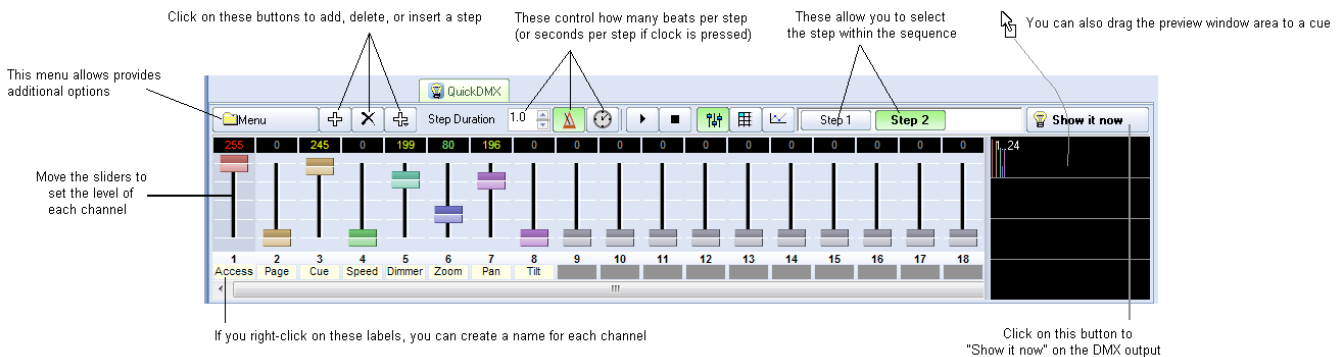 Click on these buttons to add, delete, or insert a step
These control how many beats per step
(or seconds per step if clock is pressed)
These allow you to select
the step within the sequence
You can also drag the preview window area to a cue
This menu allows provides
additional options
QuickDMX
Menu
Step Duration
1.0
Step 1
Step 2
Show it now
255 0 245 0 199 80 196 0 0 0 0 0 0 0 0 0 0 0
1...24
Move the sliders to
set the level of
each channel
1 2 3 4 5 6 7 8 9 10 11 12 13 14 15 16 17 18
Access Page Cue Speed Dimmer Zoom Pan Tilt
If you right-click on these labels, you can create a name for each channel
Click on this button to
"Show it now" on the DMX output